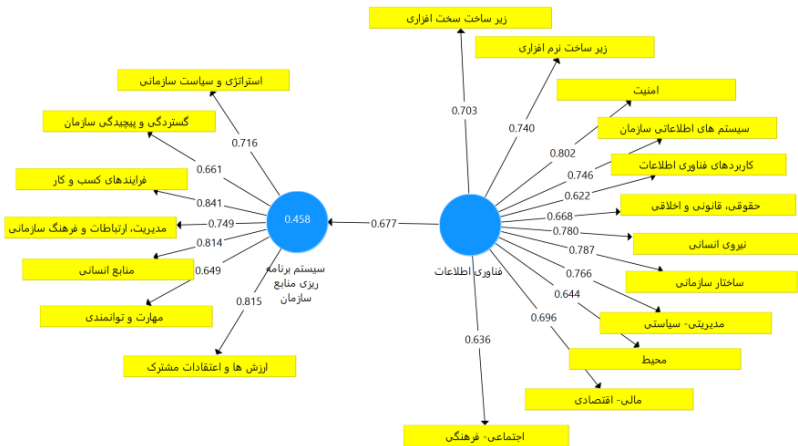 زیر ساخت سخت افزاری
زیر ساخت نرم افزاری
امنیت
سیستم های اطلاعاتی سازمان
کاربردهای فناوری اطلاعات
حقوقی، قانونی و اخلاقی
نیروی انسانی
ساختار سازمانی
مدیریتی- سیاستی
محیط
مالی- اقتصادی
اجتماعی- فرهنگی
0.703
0.740
0.802
0.746
0.622
0.668
0.780
0.787
0.766
0.644
0.696
0.636
فناوری اطلاعات
0.677
0.458
سیستم برنامه
ریزی منابع
سازمان
0.716
0.661
0.841
0.749
0.814
0.649
0.815
استراتژی و سیاست سازمانی
گستردگی و پیچیدگی سازمان
فرایندهای کسب و کار
مدیریت، ارتباطات و فرهنگ سازمانی
منابع انسانی
مهارت و توانمندی
ارزش ها و اعتقادات مشترک